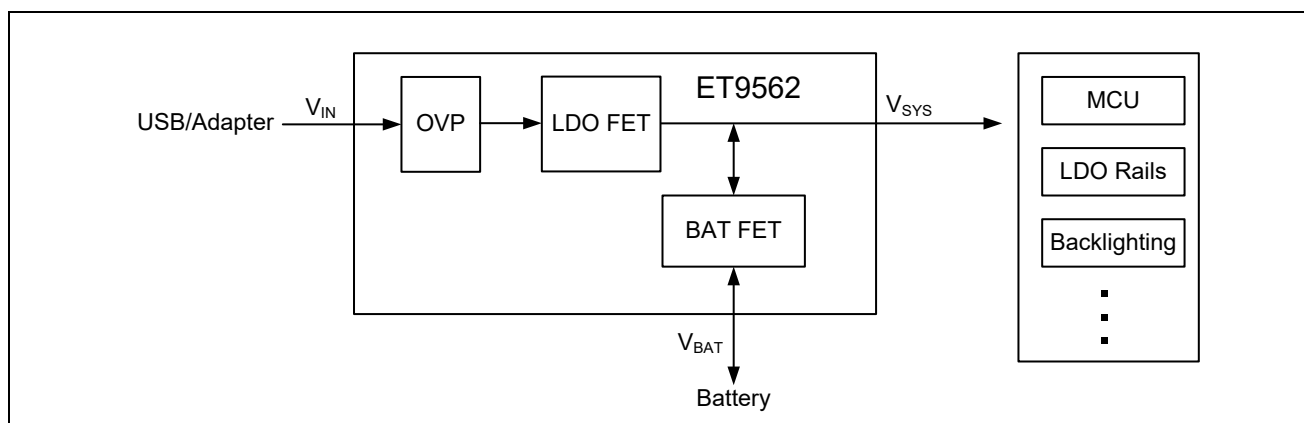 USB/Adapter
V_IN
OVP
LDO FET
ET9562
V_SYS
BAT FET
V_BAT
Battery
MCU
LDO Rails
Backlighting